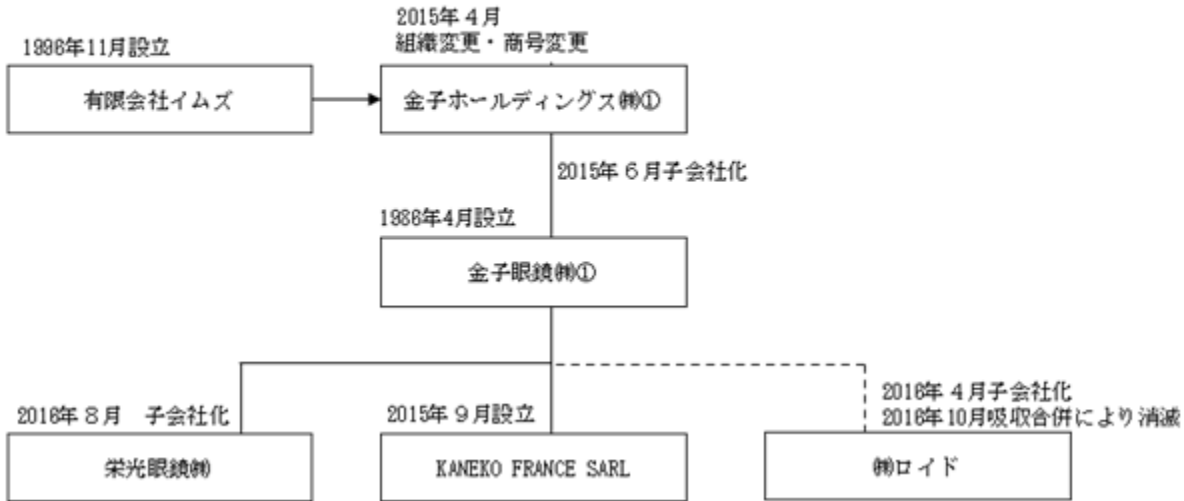 2015年４月
組織変更・商号変更
1996年11月設立
有限会社イムズ
金子ホールディングス㈱①
2015年６月子会社化
1986年4月設立
金子眼鏡㈱①
2016年４月子会社化
2016年10月吸収合併により消滅
2016年８月　子会社化
2015年９月設立
栄光眼鏡㈱
KANEKO FRANCE SARL
㈱ロイド